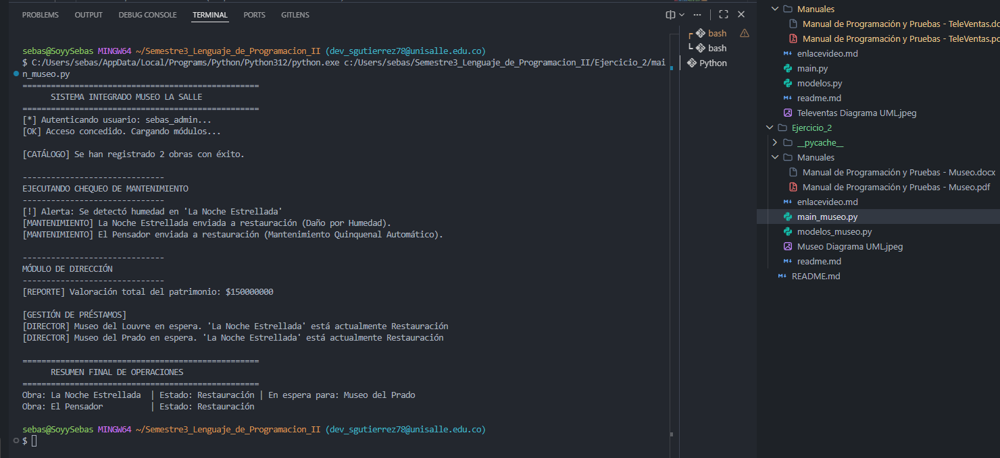 PROBLEMS OUTPUT DEBUG CONSOLE TERMINAL PORTS GITLENS
sebas@SoyySebas MINGW64 ~/Semestre3_Lenguaje_de_Programacion_II (dev_sgutierrez78@unisalle.edu.co)
$ C:/Users/sebas/AppData/Local/Programs/Python/Python312/python.exe c:/Users/sebas/Semestre3_Lenguaje_de_Programacion_II/Ejercicio_2/mai
n_museo.py
==================================================
SISTEMA INTEGRADO MUSEO LA SALLE
==================================================
[*] Autenticando usuario: sebas_admin...
[OK] Acceso concedido. Cargando módulos...
[CATÁLOGO] Se han registrado 2 obras con éxito.
------------------------------
EJECUTANDO CHEQUEO DE MANTENIMIENTO
------------------------------
[!] Alerta: Se detectó humedad en 'La Noche Estrellada'
[MANTENIMIENTO] La Noche Estrellada enviada a restauración (Daño por Humedad).
[MANTENIMIENTO] El Pensador enviada a restauración (Mantenimiento Quinquenal Automático).
------------------------------
MÓDULO DE DIRECCIÓN
------------------------------
[REPORTE] Valoración total del patrimonio: $150000000
[GESTIÓN DE PRÉSTAMOS]
[DIRECTOR] Museo del Louvre en espera. 'La Noche Estrellada' está actualmente Restauración
[DIRECTOR] Museo del Prado en espera. 'La Noche Estrellada' está actualmente Restauración
==================================================
RESUMEN FINAL DE OPERACIONES
==================================================
Obra: La Noche Estrellada | Estado: Restauración | En espera para: Museo del Prado
Obra: El Pensador | Estado: Restauración
sebas@SoyySebas MINGW64 ~/Semestre3_Lenguaje_de_Programacion_II (dev_sgutierrez78@unisalle.edu.co)
$
bash
bash
Python
Manuales
Manual de Programación y Pruebas - TeleVentas.do
Manual de Programación y Pruebas - TeleVentas.pd
enlacevideo.md
main.py
modelos.py
readme.md
Televentas Diagrama UML.jpeg
Ejercicio_2
__pycache__
Manuales
Manual de Programación y Pruebas - Museo.docx
Manual de Programación y Pruebas - Museo.pdf
enlacevideo.md
main_museo.py
modelos_museo.py
Museo Diagrama UML.jpeg
readme.md
README.md